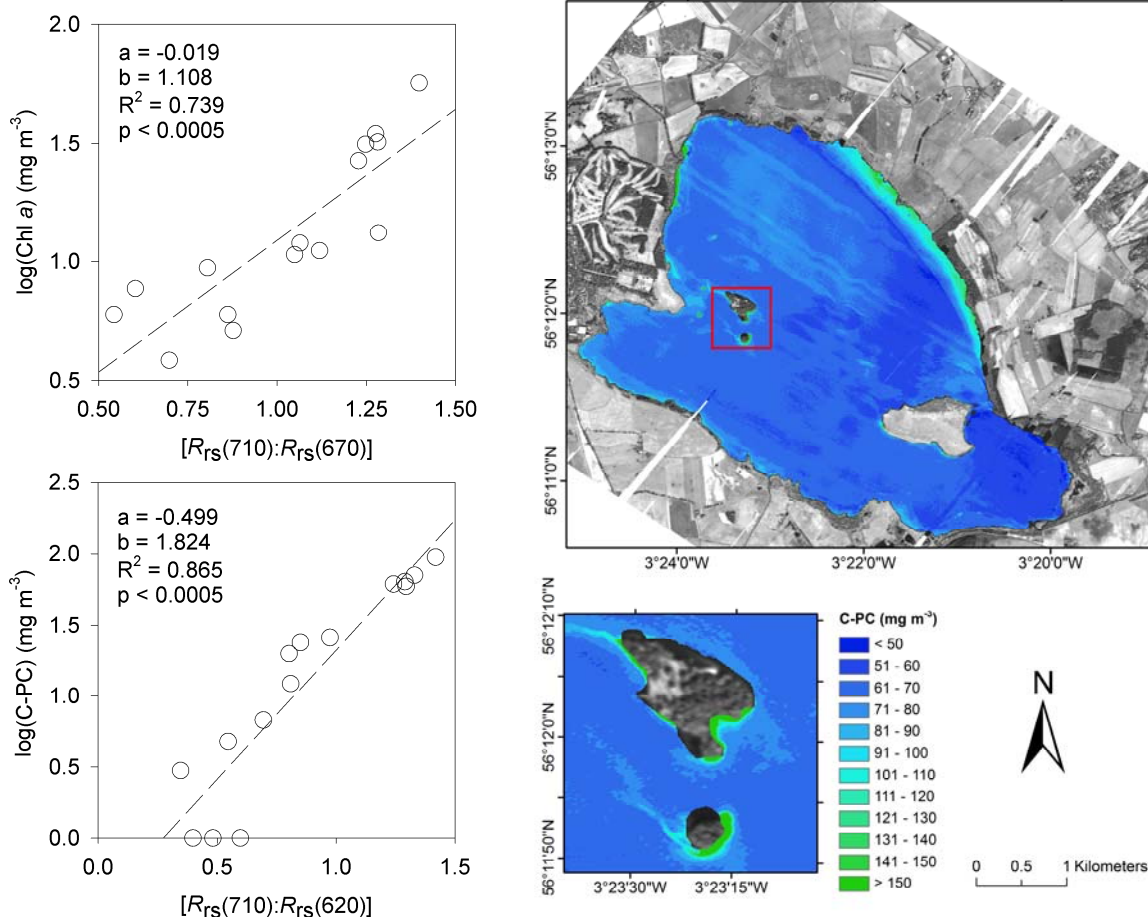 2.0
1.5
1.0
0.5
0.50
0.75
1.00
1.25
1.50
log(Chl a) (mg m-3)
a = -0.019
b = 1.108
R2 = 0.739
p < 0.0005
[Rrs(710):Rrs(670)]
2.5
2.0
1.5
1.0
0.5
0.0
0.0
0.5
1.0
1.5
log(C-PC) (mg m-3)
a = -0.499
b = 1.824
R2 = 0.865
p < 0.0005
[Rrs(710):Rrs(620)]
56°13'0"N
56°12'0"N
56°11'0"N
3°24'0"W
3°22'0"W
3°20'0"W
56°12'10"N
56°12'0"N
56°11'50"N
3°23'30"W
3°23'15"W
C-PC (mg m-3)
< 50
51 - 60
61 - 70
71 - 80
81 - 90
91 - 100
101 - 110
111 - 120
121 - 130
131 - 140
141 - 150
> 150
N
0 0.5 1 Kilometers